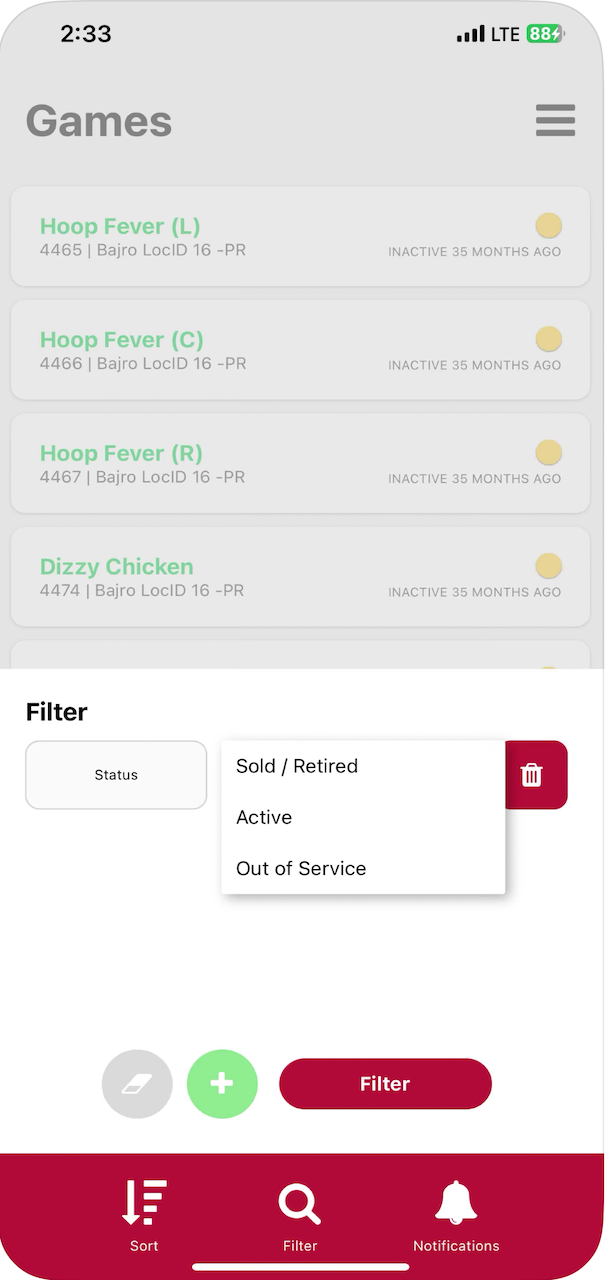 2:33 LTE 88
Games
Hoop Fever (L)
4465 | Bajro LocID 16 -PR
INACTIVE 35 MONTHS AGO
Hoop Fever (C)
4466 | Bajro LocID 16 -PR
INACTIVE 35 MONTHS AGO
Hoop Fever (R)
4467 | Bajro LocID 16 -PR
INACTIVE 35 MONTHS AGO
Dizzy Chicken
4474 | Bajro LocID 16 -PR
INACTIVE 35 MONTHS AGO
Filter
Status
Sold / Retired
Active
Out of Service
Filter
Sort Filter Notifications